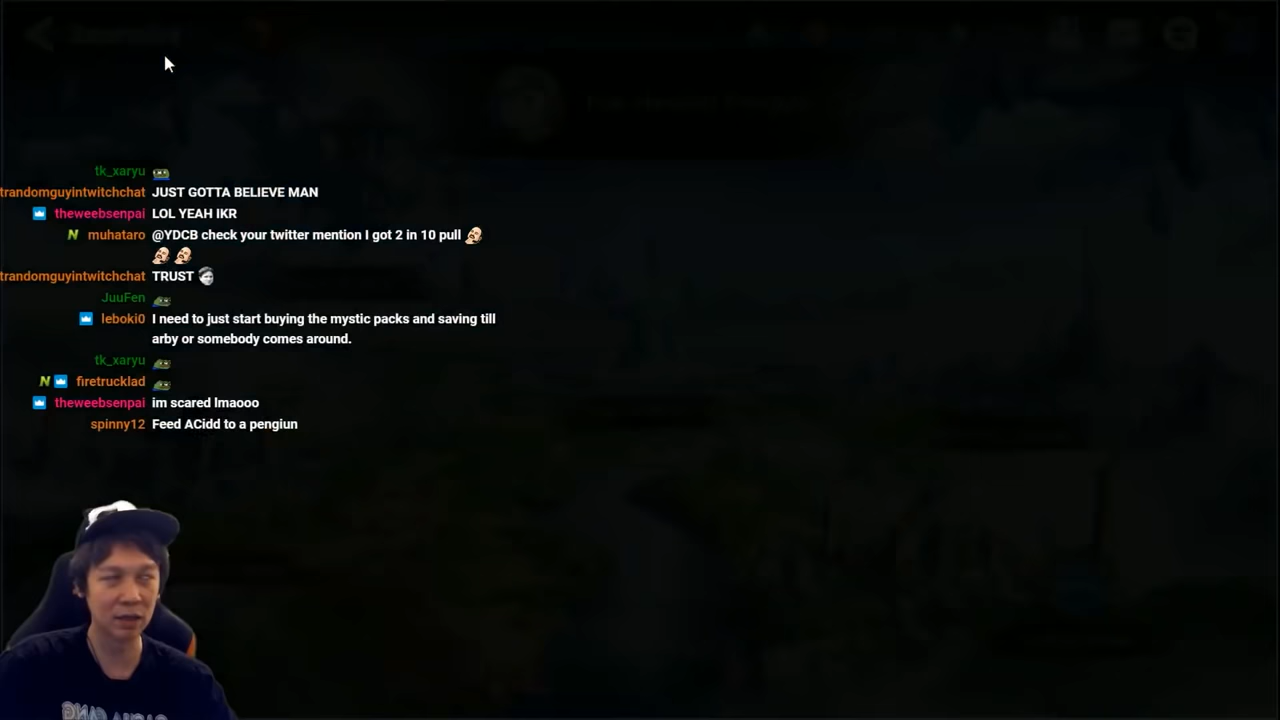 tk_xaryu
trandomguyintwitchchat JUST GOTTA BELIEVE MAN
theweebsenpai LOL YEAH IKR
N muhataro @YDCB check your twitter mention I got 2 in 10 pull
trandomguyintwitchchat TRUST
JuuFen
leboki0 I need to just start buying the mystic packs and saving till
arby or somebody comes around.
tk_xaryu
N firetrucklad
theweebsenpai im scared lmaooo
spinny12 Feed ACidd to a pengiun